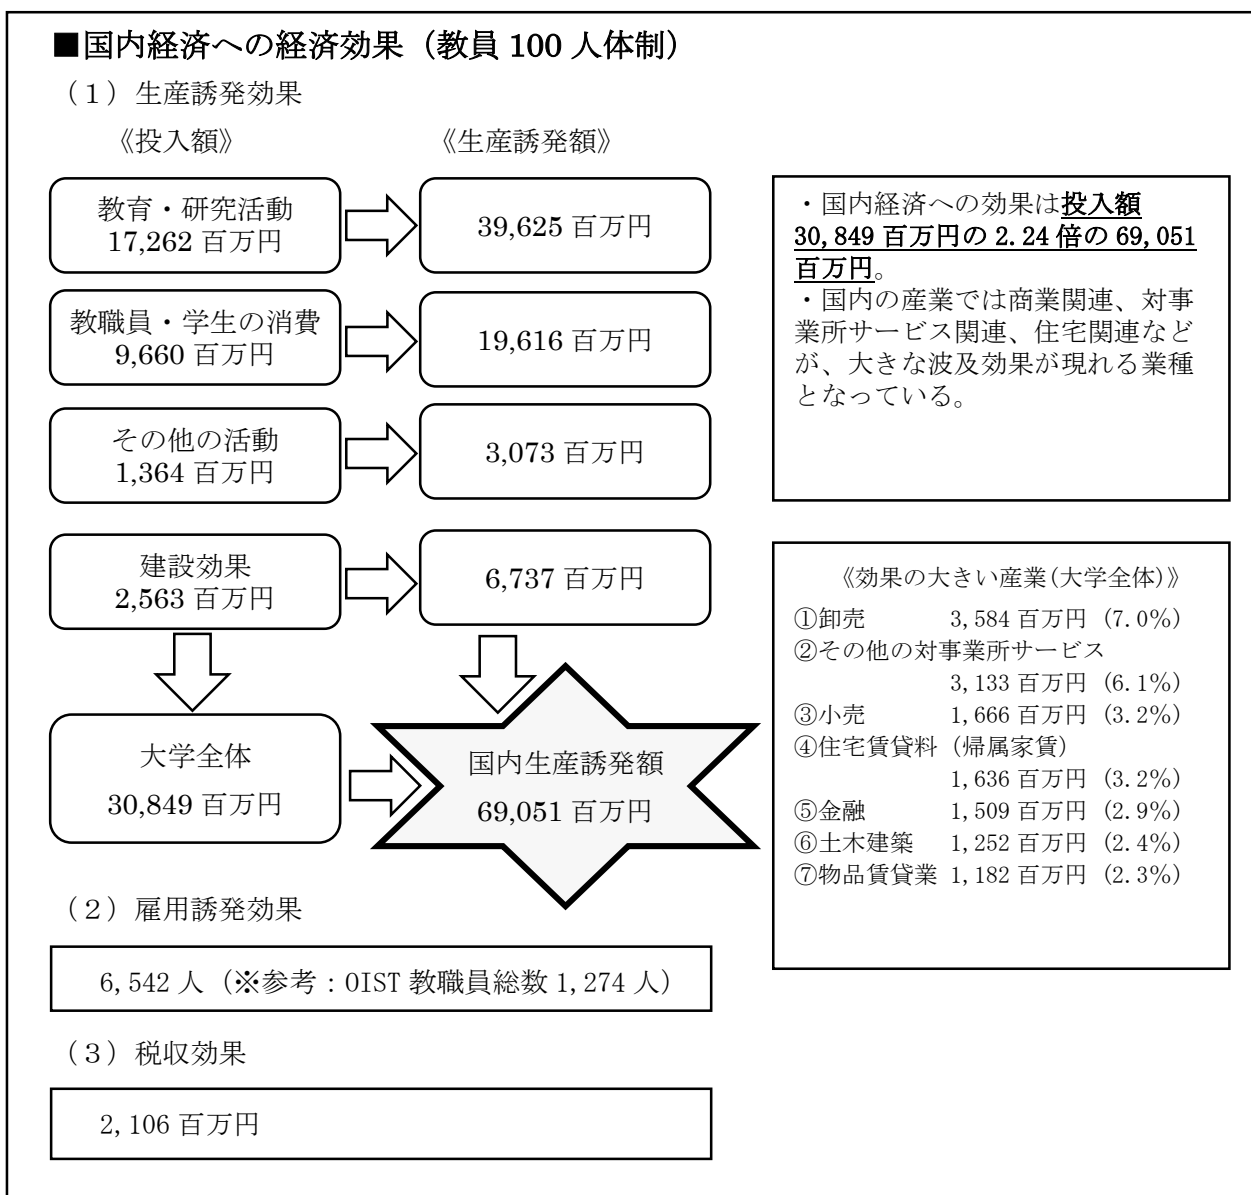 ■国内経済への経済効果（教員 100 人体制）
（１）生産誘発効果
《投入額》
《生産誘発額》
教育・研究活動
17,262 百万円
39,625 百万円
教職員・学生の消費
9,660 百万円
19,616 百万円
その他の活動
1,364 百万円
3,073 百万円
建設効果
2,563 百万円
6,737 百万円
大学全体
30,849 百万円
国内生産誘発額
69,051 百万円
・国内経済への効果は投入額
30,849 百万円の 2.24 倍の 69,051
百万円。
・国内の産業では商業関連、対事
業所サービス関連、住宅関連など
が、大きな波及効果が現れる業種
となっている。
《効果の大きい産業(大学全体)》
①卸売 3,584 百万円 (7.0%)
②その他の対事業所サービス
3,133 百万円 (6.1%)
③小売 1,666 百万円 (3.2%)
④住宅賃貸料（帰属家賃）
1,636 百万円 (3.2%)
⑤金融 1,509 百万円 (2.9%)
⑥土木建築 1,252 百万円 (2.4%)
⑦物品賃貸業 1,182 百万円 (2.3%)
（２）雇用誘発効果
6,542 人（※参考：OIST 教職員総数 1,274 人）
（３）税収効果
2,106 百万円